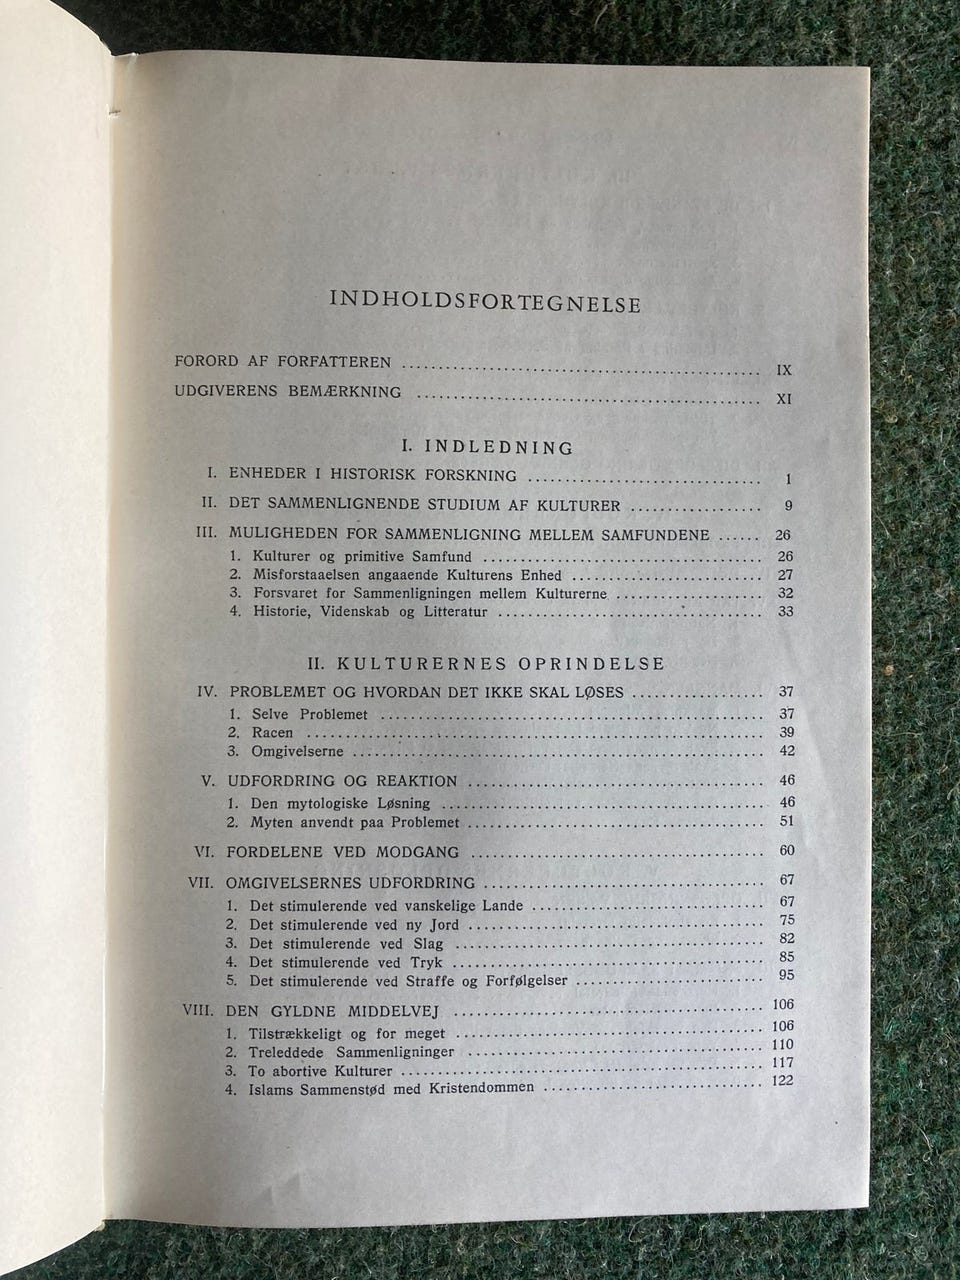 INDHOLDSFORTEGNELSE
FORORD AF FORFATTEREN ........ IX
UDGIVERENS BEMÆRKNING ........ XI
I. INDLEDNING
I. ENHEDER I HISTORISK FORSKNING ........ 1
II. DET SAMMENLIGNENDE STUDIUM AF KULTURER ........ 9
III. MULIGHEDEN FOR SAMMENLIGNING MELLEM SAMFUNDENE ...... 26
1. Kulturer og primitive Samfund ........ 26
2. Misforstaaelsen angaaende Kulturens Enhed ........ 27
3. Forsvaret for Sammenligningen mellem Kulturerne ........ 32
4. Historie, Videnskab og Litteratur ........ 33
II. KULTURERNES OPRINDELSE
IV. PROBLEMET OG HVORDAN DET IKKE SKAL LØSES ........ 37
1. Selve Problemet ........ 37
2. Racen ........ 39
3. Omgivelserne ........ 42
V. UDFORDRING OG REAKTION ........ 46
1. Den mytologiske Løsning ........ 46
2. Myten anvendt paa Problemet ........ 51
VI. FORDELENE VED MODGANG ........ 60
VII. OMGIVELSERNES UDFORDRING ........ 67
1. Det stimulerende ved vanskelige Lande ........ 67
2. Det stimulerende ved ny Jord ........ 75
3. Det stimulerende ved Slag ........ 82
4. Det stimulerende ved Tryk ........ 85
5. Det stimulerende ved Straffe og Forfølgelser ........ 95
VIII. DEN GYLDNE MIDDELVEJ ........ 106
1. Tilstrækkeligt og for meget ........ 106
2. Treleddede Sammenligninger ........ 110
3. To abortive Kulturer ........ 117
4. Islams Sammenstød med Kristendommen ........ 122